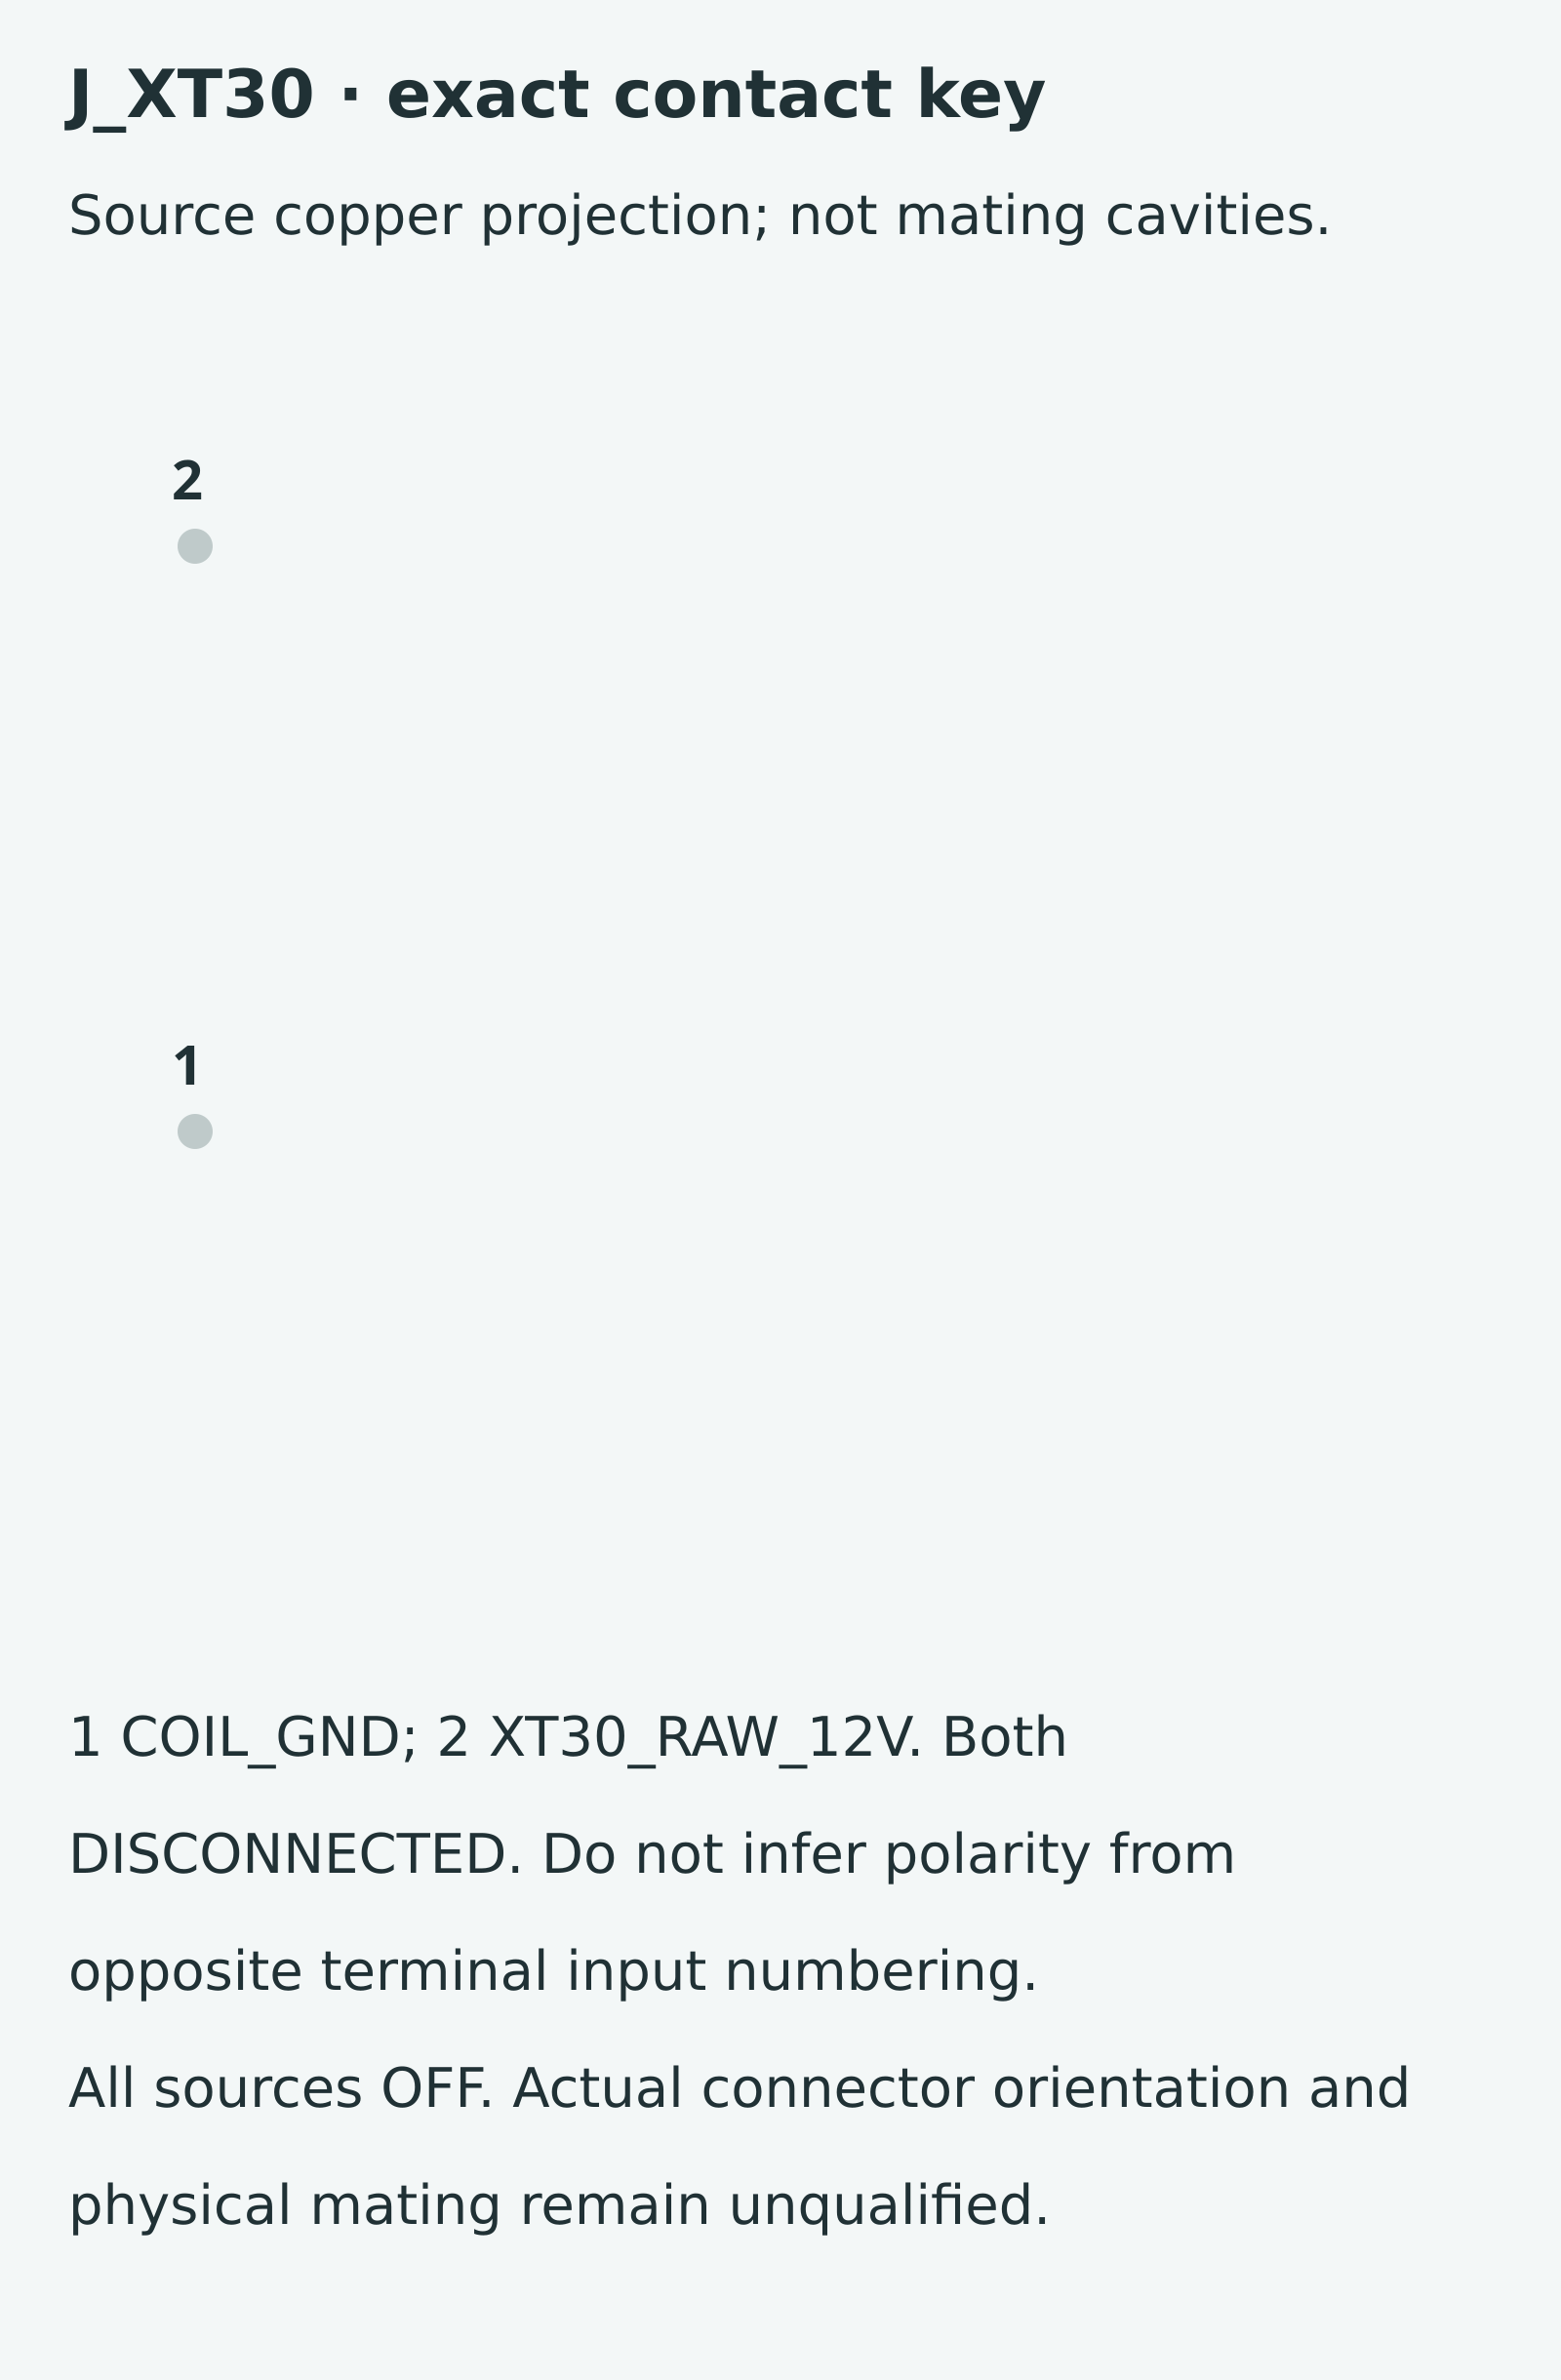 J_XT30 · exact contact key
Source copper projection; not mating cavities.
2
1
1 COIL_GND; 2 XT30_RAW_12V. Both
DISCONNECTED. Do not infer polarity from
opposite terminal input numbering.
All sources OFF. Actual connector orientation and
physical mating remain unqualified.